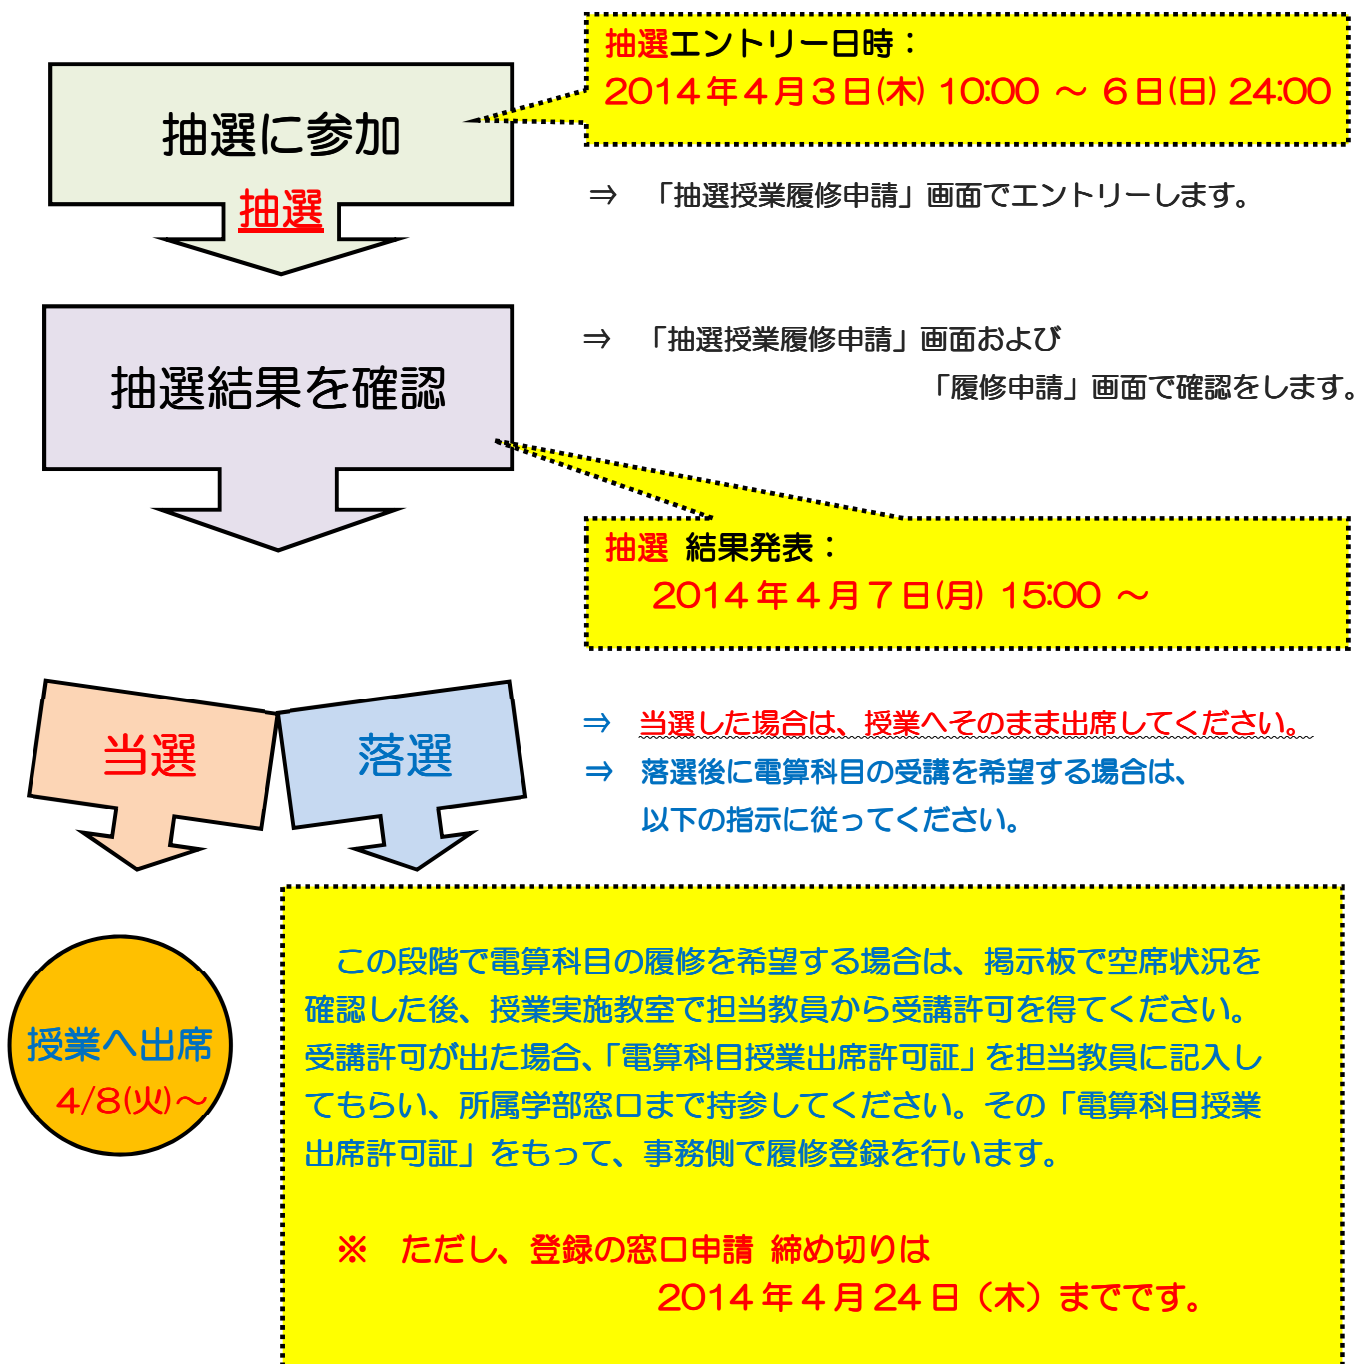 抽選エントリー日時：
2014年4月3日(木) 10:00 ～ 6日(日) 24:00
抽選に参加
抽選
⇒ 「抽選授業履修申請」画面でエントリーします。
抽選結果を確認
⇒ 「抽選授業履修申請」画面および
「履修申請」画面で確認をします。
抽選 結果発表：
2014年4月7日(月) 15:00 ～
当選
落選
⇒ 当選した場合は、授業へそのまま出席してください。
⇒ 落選後に電算科目の受講を希望する場合は、
以下の指示に従ってください。
授業へ出席
4/8(火)～
この段階で電算科目の履修を希望する場合は、掲示板で空席状況を
確認した後、授業実施教室で担当教員から受講許可を得てください。
受講許可が出た場合、「電算科目授業出席許可証」を担当教員に記入し
てもらい、所属学部窓口まで持参してください。その「電算科目授業
出席許可証」をもって、事務側で履修登録を行います。
※ ただし、登録の窓口申請 締め切りは
2014年4月24日（木）までです。